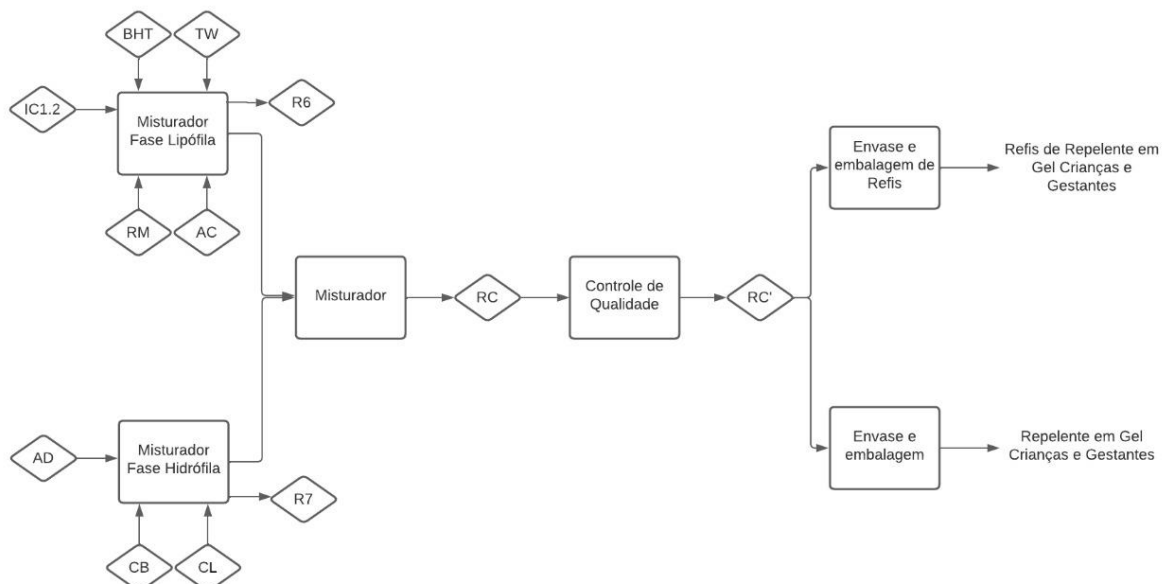 BHT
TW
IC1.2
Misturador
Fase Lipófila
R6
RM
AC
Misturador
RC
Controle de
Qualidade
RC'
Envase e
embalagem de
Refis
Refis de Repelente em
Gel Crianças e
Gestantes
AD
Misturador
Fase Hidrófila
R7
CB
CL
Envase e
embalagem
Repelente em Gel
Crianças e Gestantes